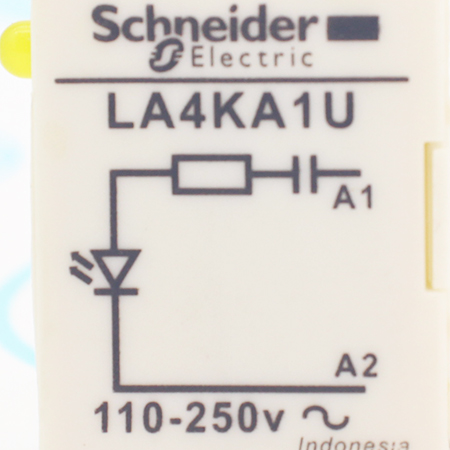 Schneider
Electric
LA4KA1U
A1
A2
110-250v ~
Indonesia